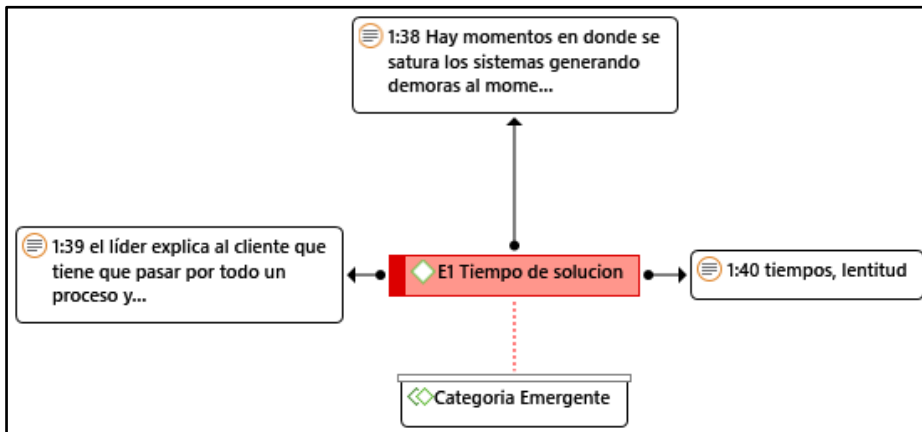 1:38 Hay momentos en donde se
satura los sistemas generando
demoras al mome...
1:39 el líder explica al cliente que
tiene que pasar por todo un
proceso y...
E1 Tiempo de solucion
1:40 tiempos, lentitud
Categoria Emergente